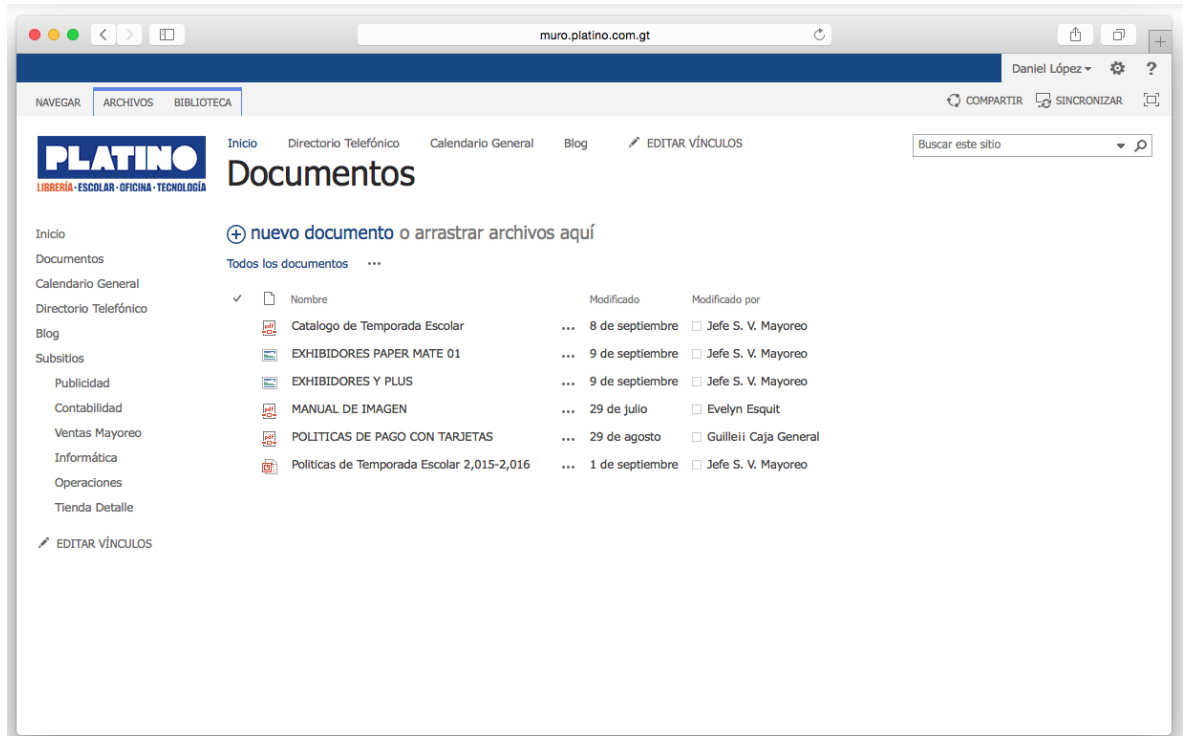 muro.platino.com.gt
Daniel López ?
NAVEGAR ARCHIVOS BIBLIOTECA COMPARTIR SINCRONIZAR
PLATINO
LIBRERÍA·ESCOLAR·OFICINA·TECNOLOGÍA
Inicio Directorio Telefónico Calendario General Blog EDITAR VÍNCULOS
Buscar este sitio
Documentos
Inicio
Documentos
Calendario General
Directorio Telefónico
Blog
Subsitios
Publicidad
Contabilidad
Ventas Mayoreo
Informática
Operaciones
Tienda Detalle
EDITAR VÍNCULOS
nuevo documento o arrastrar archivos aquí
Todos los documentos ...
Nombre Modificado Modificado por
Catalogo de Temporada Escolar ... 8 de septiembre Jefe S. V. Mayoreo
EXHIBIDORES PAPER MATE 01 ... 9 de septiembre Jefe S. V. Mayoreo
EXHIBIDORES Y PLUS ... 9 de septiembre Jefe S. V. Mayoreo
MANUAL DE IMAGEN ... 29 de julio Evelyn Esquit
POLITICAS DE PAGO CON TARJETAS ... 29 de agosto Guilleii Caja General
Politicas de Temporada Escolar 2,015-2,016 ... 1 de septiembre Jefe S. V. Mayoreo